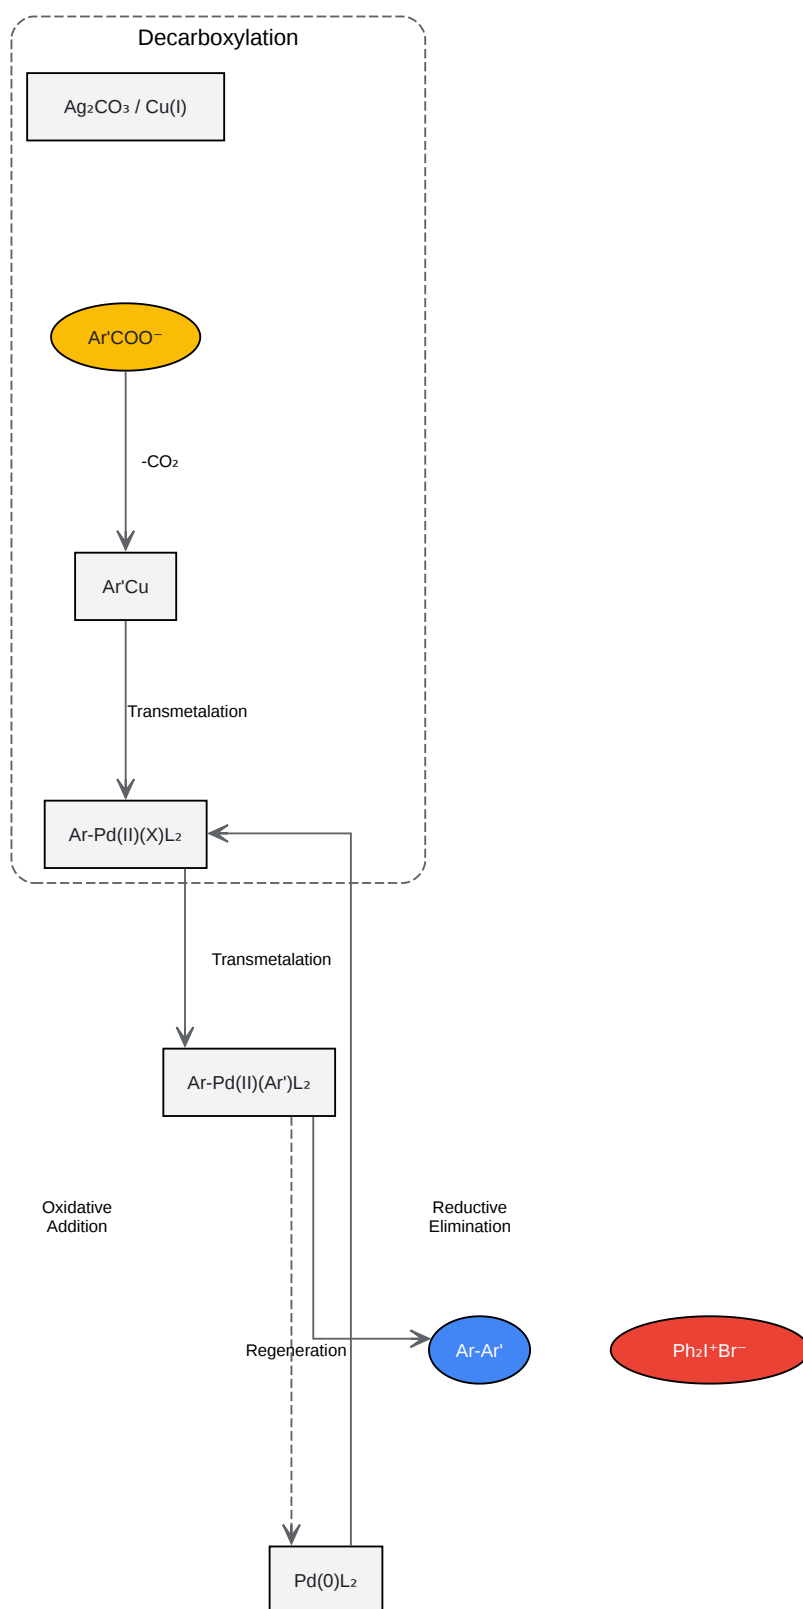 Decarboxylation
Ag₂CO₃ / Cu(I)
Ar'COO⁻
-CO₂
Ar'Cu
Transmetalation
Ar-Pd(II)(X)L₂
Transmetalation
Ar-Pd(II)(Ar')L₂
Oxidative
Addition
Reductive
Elimination
Regeneration
Ar-Ar'
Ph₂I⁺Br⁻
Pd(0)L₂